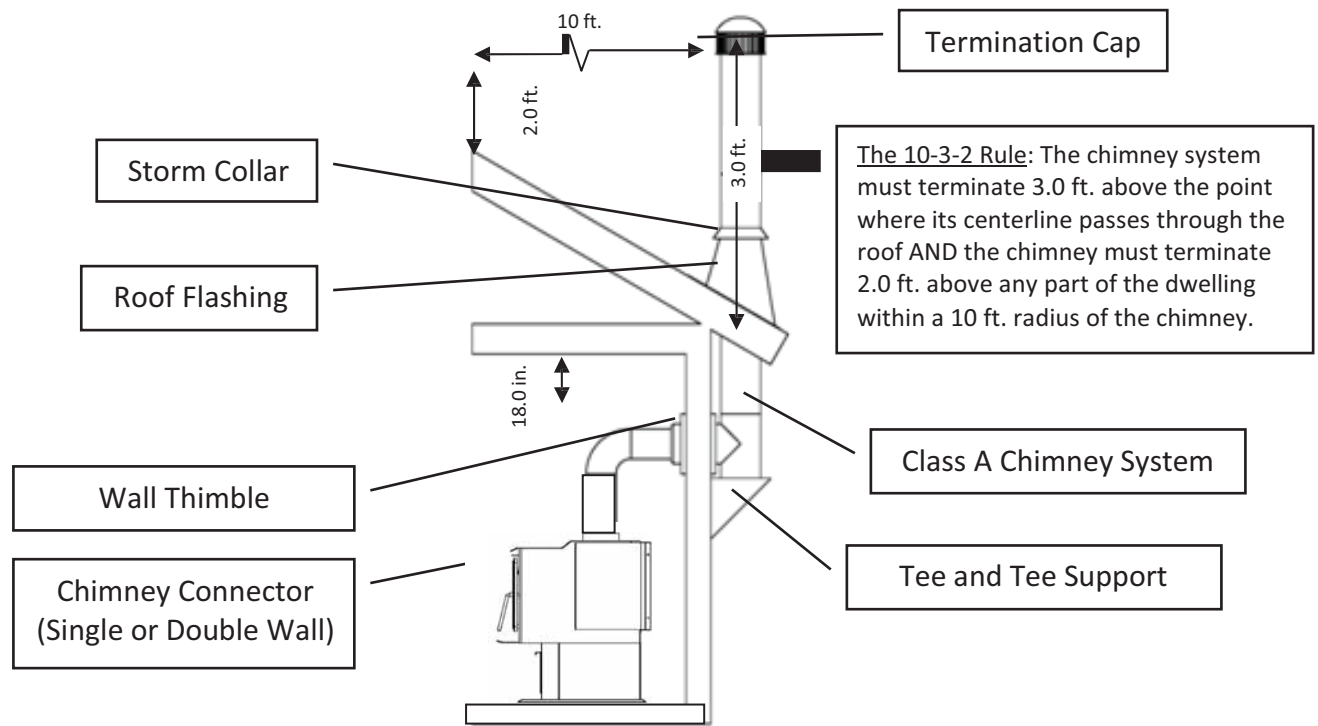 10 ft.
Termination Cap
2.0 ft.
Storm Collar
3.0 ft.
The 10-3-2 Rule: The chimney system
must terminate 3.0 ft. above the point
where its centerline passes through the
roof AND the chimney must terminate
2.0 ft. above any part of the dwelling
within a 10 ft. radius of the chimney.
Roof Flashing
18.0 in.
Class A Chimney System
Wall Thimble
Tee and Tee Support
Chimney Connector
(Single or Double Wall)